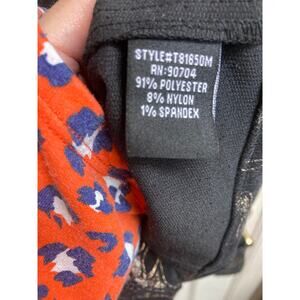 STYLE#T81650M
RN:90704
91% POLYESTER
8% NYLON
1% SPANDEX